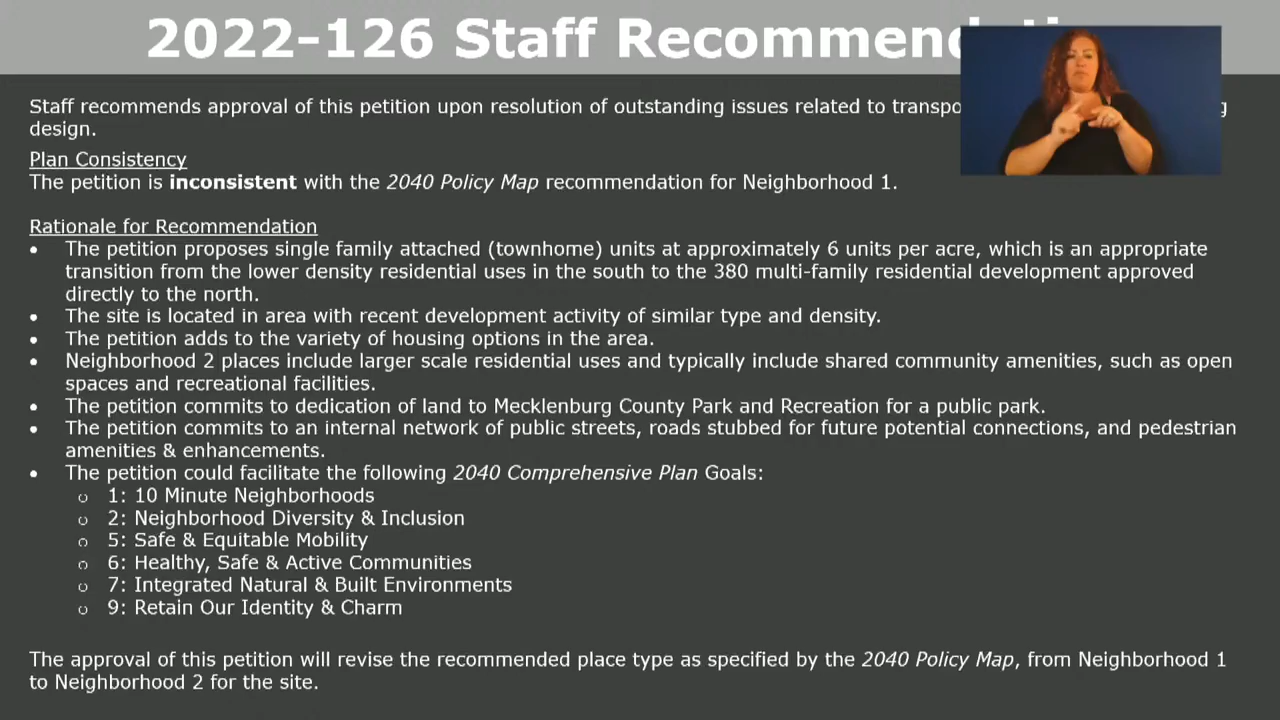 2022-126 Staff
Staff recommends approval of this petition upon resolution of outstanding issues related to
design.
Plan Consistency
The petition is inconsistent with the 2040 Policy Map recommendation for Neighborhood 1.
Rationale for Recommendation
• The petition proposes single family attached (townhome) units at approximately 6 units per acre, which is an appropriate
transition from the lower density residential uses in the south to the 380 multi-family residential development approved
directly to the north.
• The site is located in area with recent development activity of similar type and density.
• The petition adds to the variety of housing options in the area.
• Neighborhood 2 places include larger scale residential uses and typically include shared community amenities, such as open
spaces and recreational facilities.
• The petition commits to dedication of land to Mecklenburg County Park and Recreation for a public park.
• The petition commits to an internal network of public streets, roads stubbed for future potential connections, and pedestrian
amenities & enhancements.
• The petition could facilitate the following 2040 Comprehensive Plan Goals:
o 1: 10 Minute Neighborhoods
o 2: Neighborhood Diversity & Inclusion
o 5: Safe & Equitable Mobility
o 6: Healthy, Safe & Active Communities
o 7: Integrated Natural & Built Environments
o 9: Retain Our Identity & Charm
The approval of this petition will revise the recommended place type as specified by the 2040 Policy Map, from Neighborhood 1
to Neighborhood 2 for the site.